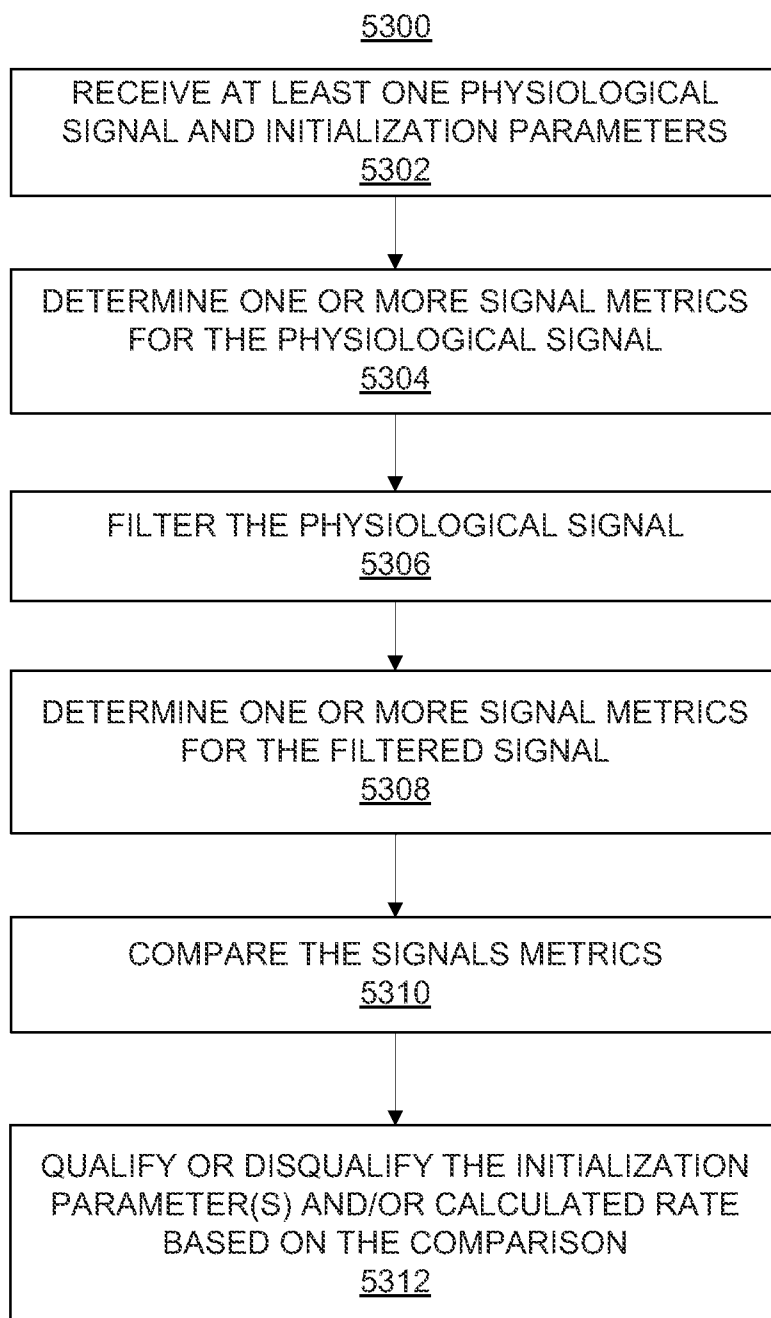 5300
RECEIVE AT LEAST ONE PHYSIOLOGICAL
SIGNAL AND INITIALIZATION PARAMETERS
5302
DETERMINE ONE OR MORE SIGNAL METRICS
FOR THE PHYSIOLOGICAL SIGNAL
5304
FILTER THE PHYSIOLOGICAL SIGNAL
5306
DETERMINE ONE OR MORE SIGNAL METRICS
FOR THE FILTERED SIGNAL
5308
COMPARE THE SIGNALS METRICS
5310
QUALIFY OR DISQUALIFY THE INITIALIZATION
PARAMETER(S) AND/OR CALCULATED RATE
BASED ON THE COMPARISON
5312